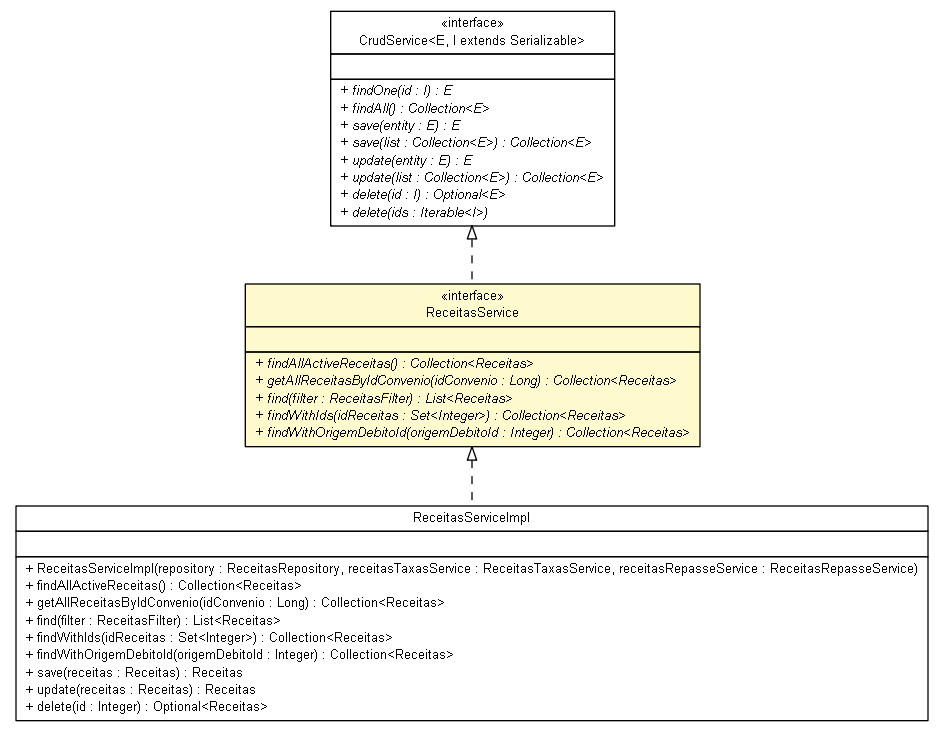 «interface»
CrudService<E, I extends Serializable>
+ findOne(id : I) : E
+ findAll() : Collection<E>
+ save(entity : E) : E
+ save(list : Collection<E>) : Collection<E>
+ update(entity : E) : E
+ update(list : Collection<E>) : Collection<E>
+ delete(id : I) : Optional<E>
+ delete(ids : Iterable<I>)
«interface»
ReceitasService
+ findAllActiveReceitas() : Collection<Receitas>
+ getAllReceitasByIdConvenio(idConvenio : Long) : Collection<Receitas>
+ find(filter : ReceitasFilter) : List<Receitas>
+ findWithIds(idReceitas : Set<Integer>) : Collection<Receitas>
+ findWithOrigemDebitoId(origemDebitoId : Integer) : Collection<Receitas>
ReceitasServiceImpl
+ ReceitasServiceImpl(repository : ReceitasRepository, receitasTaxasService : ReceitasTaxasService, receitasRepasseService : ReceitasRepasseService)
+ findAllActiveReceitas() : Collection<Receitas>
+ getAllReceitasByIdConvenio(idConvenio : Long) : Collection<Receitas>
+ find(filter : ReceitasFilter) : List<Receitas>
+ findWithIds(idReceitas : Set<Integer>) : Collection<Receitas>
+ findWithOrigemDebitoId(origemDebitoId : Integer) : Collection<Receitas>
+ save(receitas : Receitas) : Receitas
+ update(receitas : Receitas) : Receitas
+ delete(id : Integer) : Optional<Receitas>